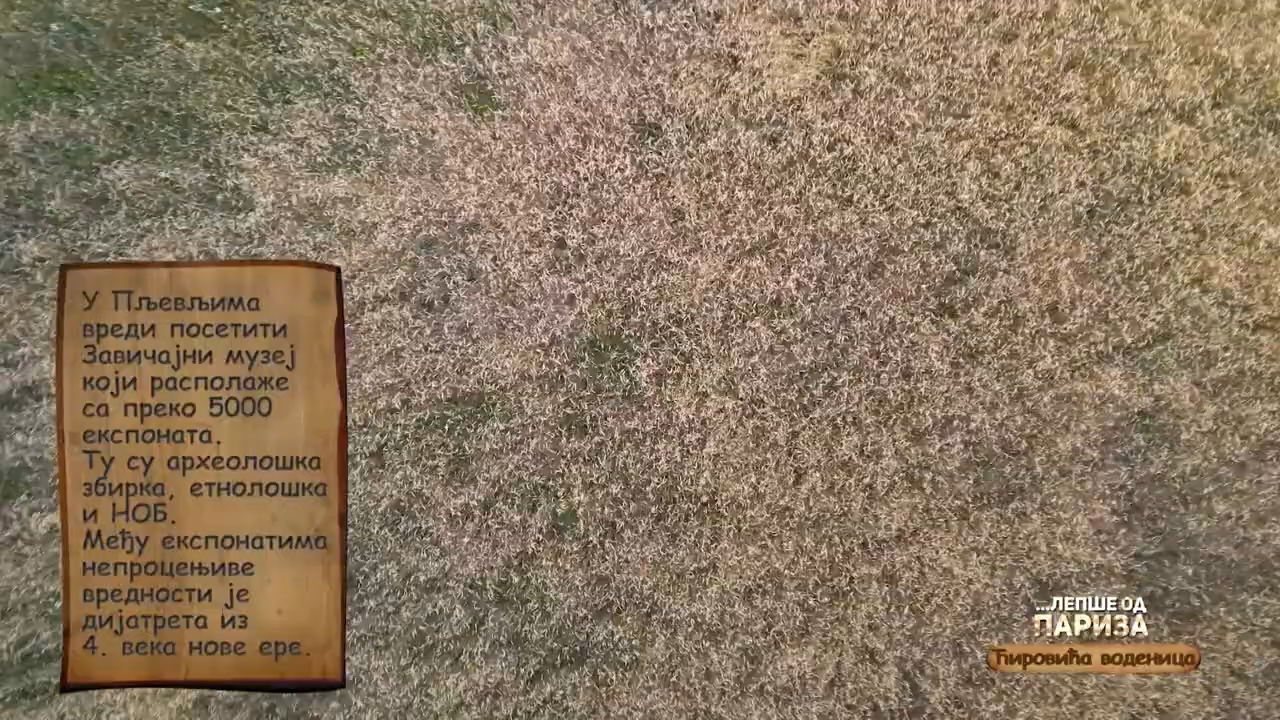 У Пљевљима
вреди посетити
Завичајни музеј
који располаже
са преко 5000
експоната.
Ту су археолошка
збирка, етнолошка
и НОБ.
Међу експонатима
непроцењиве
вредности је
дијатрета из
4. века нове ере.
...ЛЕПШЕ ОД
ПАРИЗА
Ћировића воденица